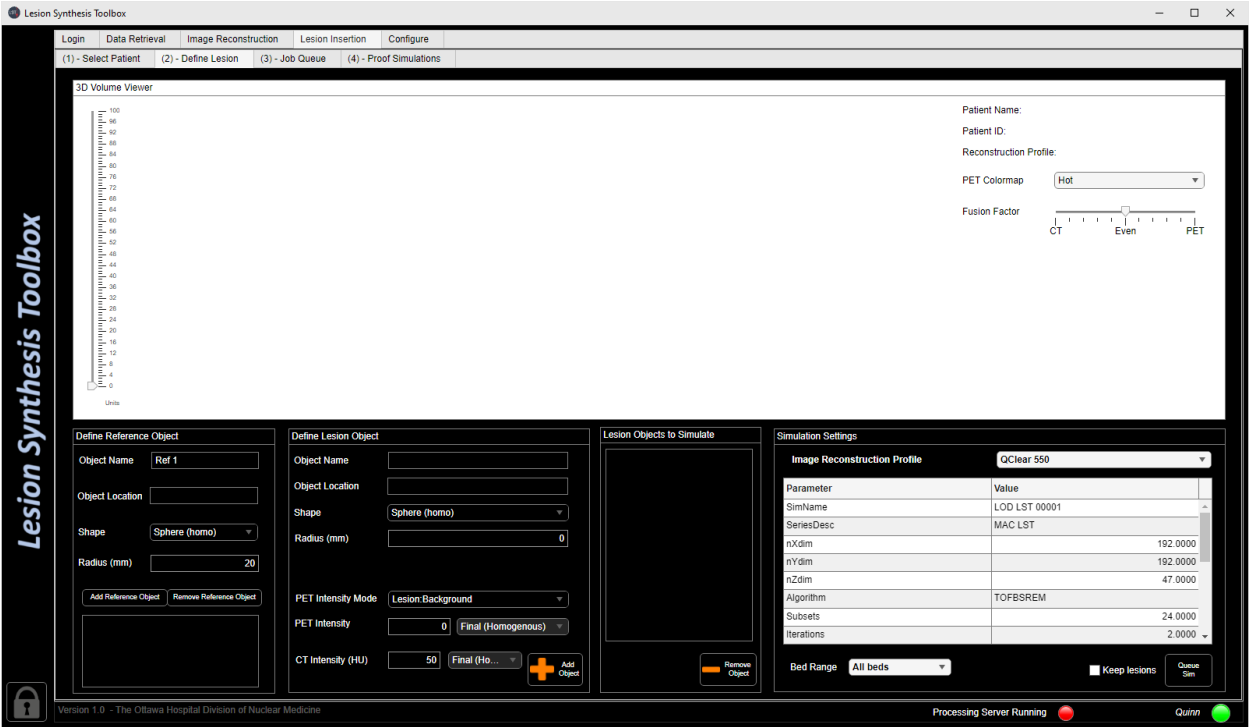 Lesion Synthesis Toolbox
Login Data Retrieval Image Reconstruction Lesion Insertion Configure
(1) - Select Patient (2) - Define Lesion (3) - Job Queue (4) - Proof Simulations
Lesion Synthesis Toolbox
3D Volume Viewer
100
96
92
88
84
80
76
72
68
64
60
56
52
48
44
40
36
32
28
24
20
16
12
8
4
0
Units
Patient Name:
Patient ID:
Reconstruction Profile:
PET Colormap Hot
Fusion Factor
CT Even PET
Define Reference Object
Object Name Ref 1
Object Location
Shape Sphere (homo)
Radius (mm) 20
Add Reference Object Remove Reference Object
Define Lesion Object
Object Name
Object Location
Shape Sphere (homo)
Radius (mm) 0
PET Intensity Mode Lesion:Background
PET Intensity 0 Final (Homogenous)
CT Intensity (HU) 50 Final (Ho...
Add
Object
Lesion Objects to Simulate
Remove
Object
Simulation Settings
Image Reconstruction Profile QClear 550
Parameter Value
SimName LOD LST 00001
SeriesDesc MAC LST
nXdim 192.0000
nYdim 192.0000
nZdim 47.0000
Algorithm TOFBSREM
Subsets 24.0000
Iterations 2.0000
Bed Range All beds
Keep lesions
Queue
Sim
Version 1.0 - The Ottawa Hospital Division of Nuclear Medicine
Processing Server Running
Quinn